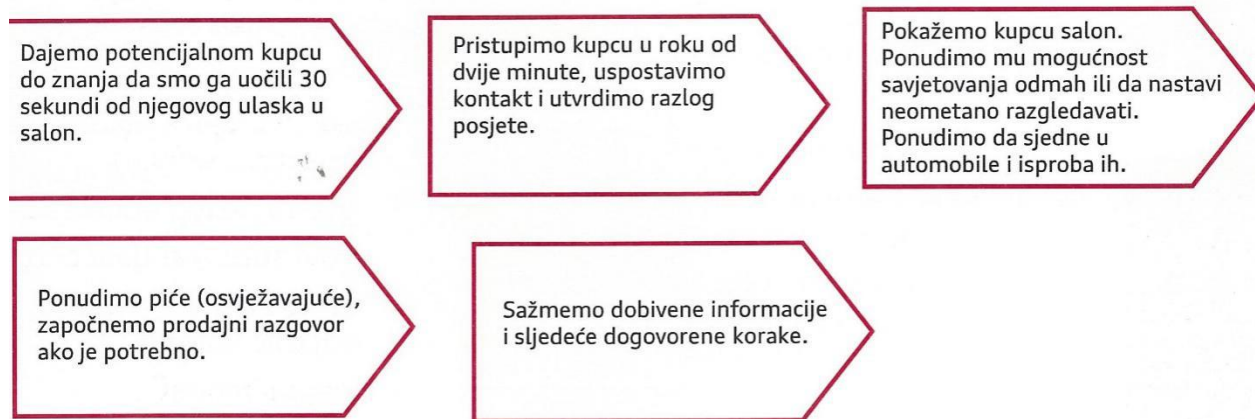 Dajemo potencijalnom kupcu
do znanja da smo ga uočili 30
sekundi od njegovog ulaska u
salon.
Pristupimo kupcu u roku od
dvije minute, uspostavimo
kontakt i utvrdimo razlog
posjete.
Pokažemo kupcu salon.
Ponudimo mu mogućnost
savjetovanja odmah ili da nastavi
neometano razgledavati.
Ponudimo da sjedne u
automobile i isproba ih.
Ponudimo piće (osvježavajuće),
započnemo prodajni razgovor
ako je potrebno.
Sažmemo dobivene informacije
i sljedeće dogovorene korake.